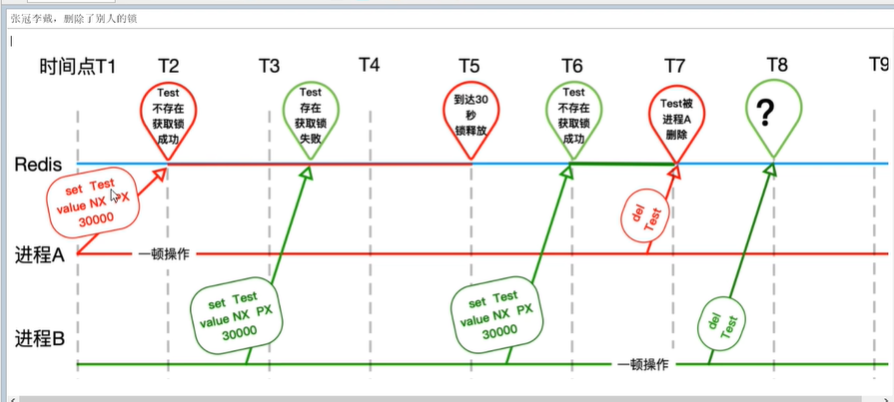 张冠李戴，删除了别人的锁
时间点T1 T2 T3 T4 T5 T6 T7 T8 T9
Test
不存在
获取锁
成功
Test
存在
获取锁
失败
到达30
秒
锁释放
Test
不存在
获取锁
成功
Test被
进程A
删除
?
Redis
set Test
value NX PX
30000
del
Test
进程A
一顿操作
set Test
value NX PX
30000
set Test
value NX PX
30000
del
Test
进程B
一顿操作